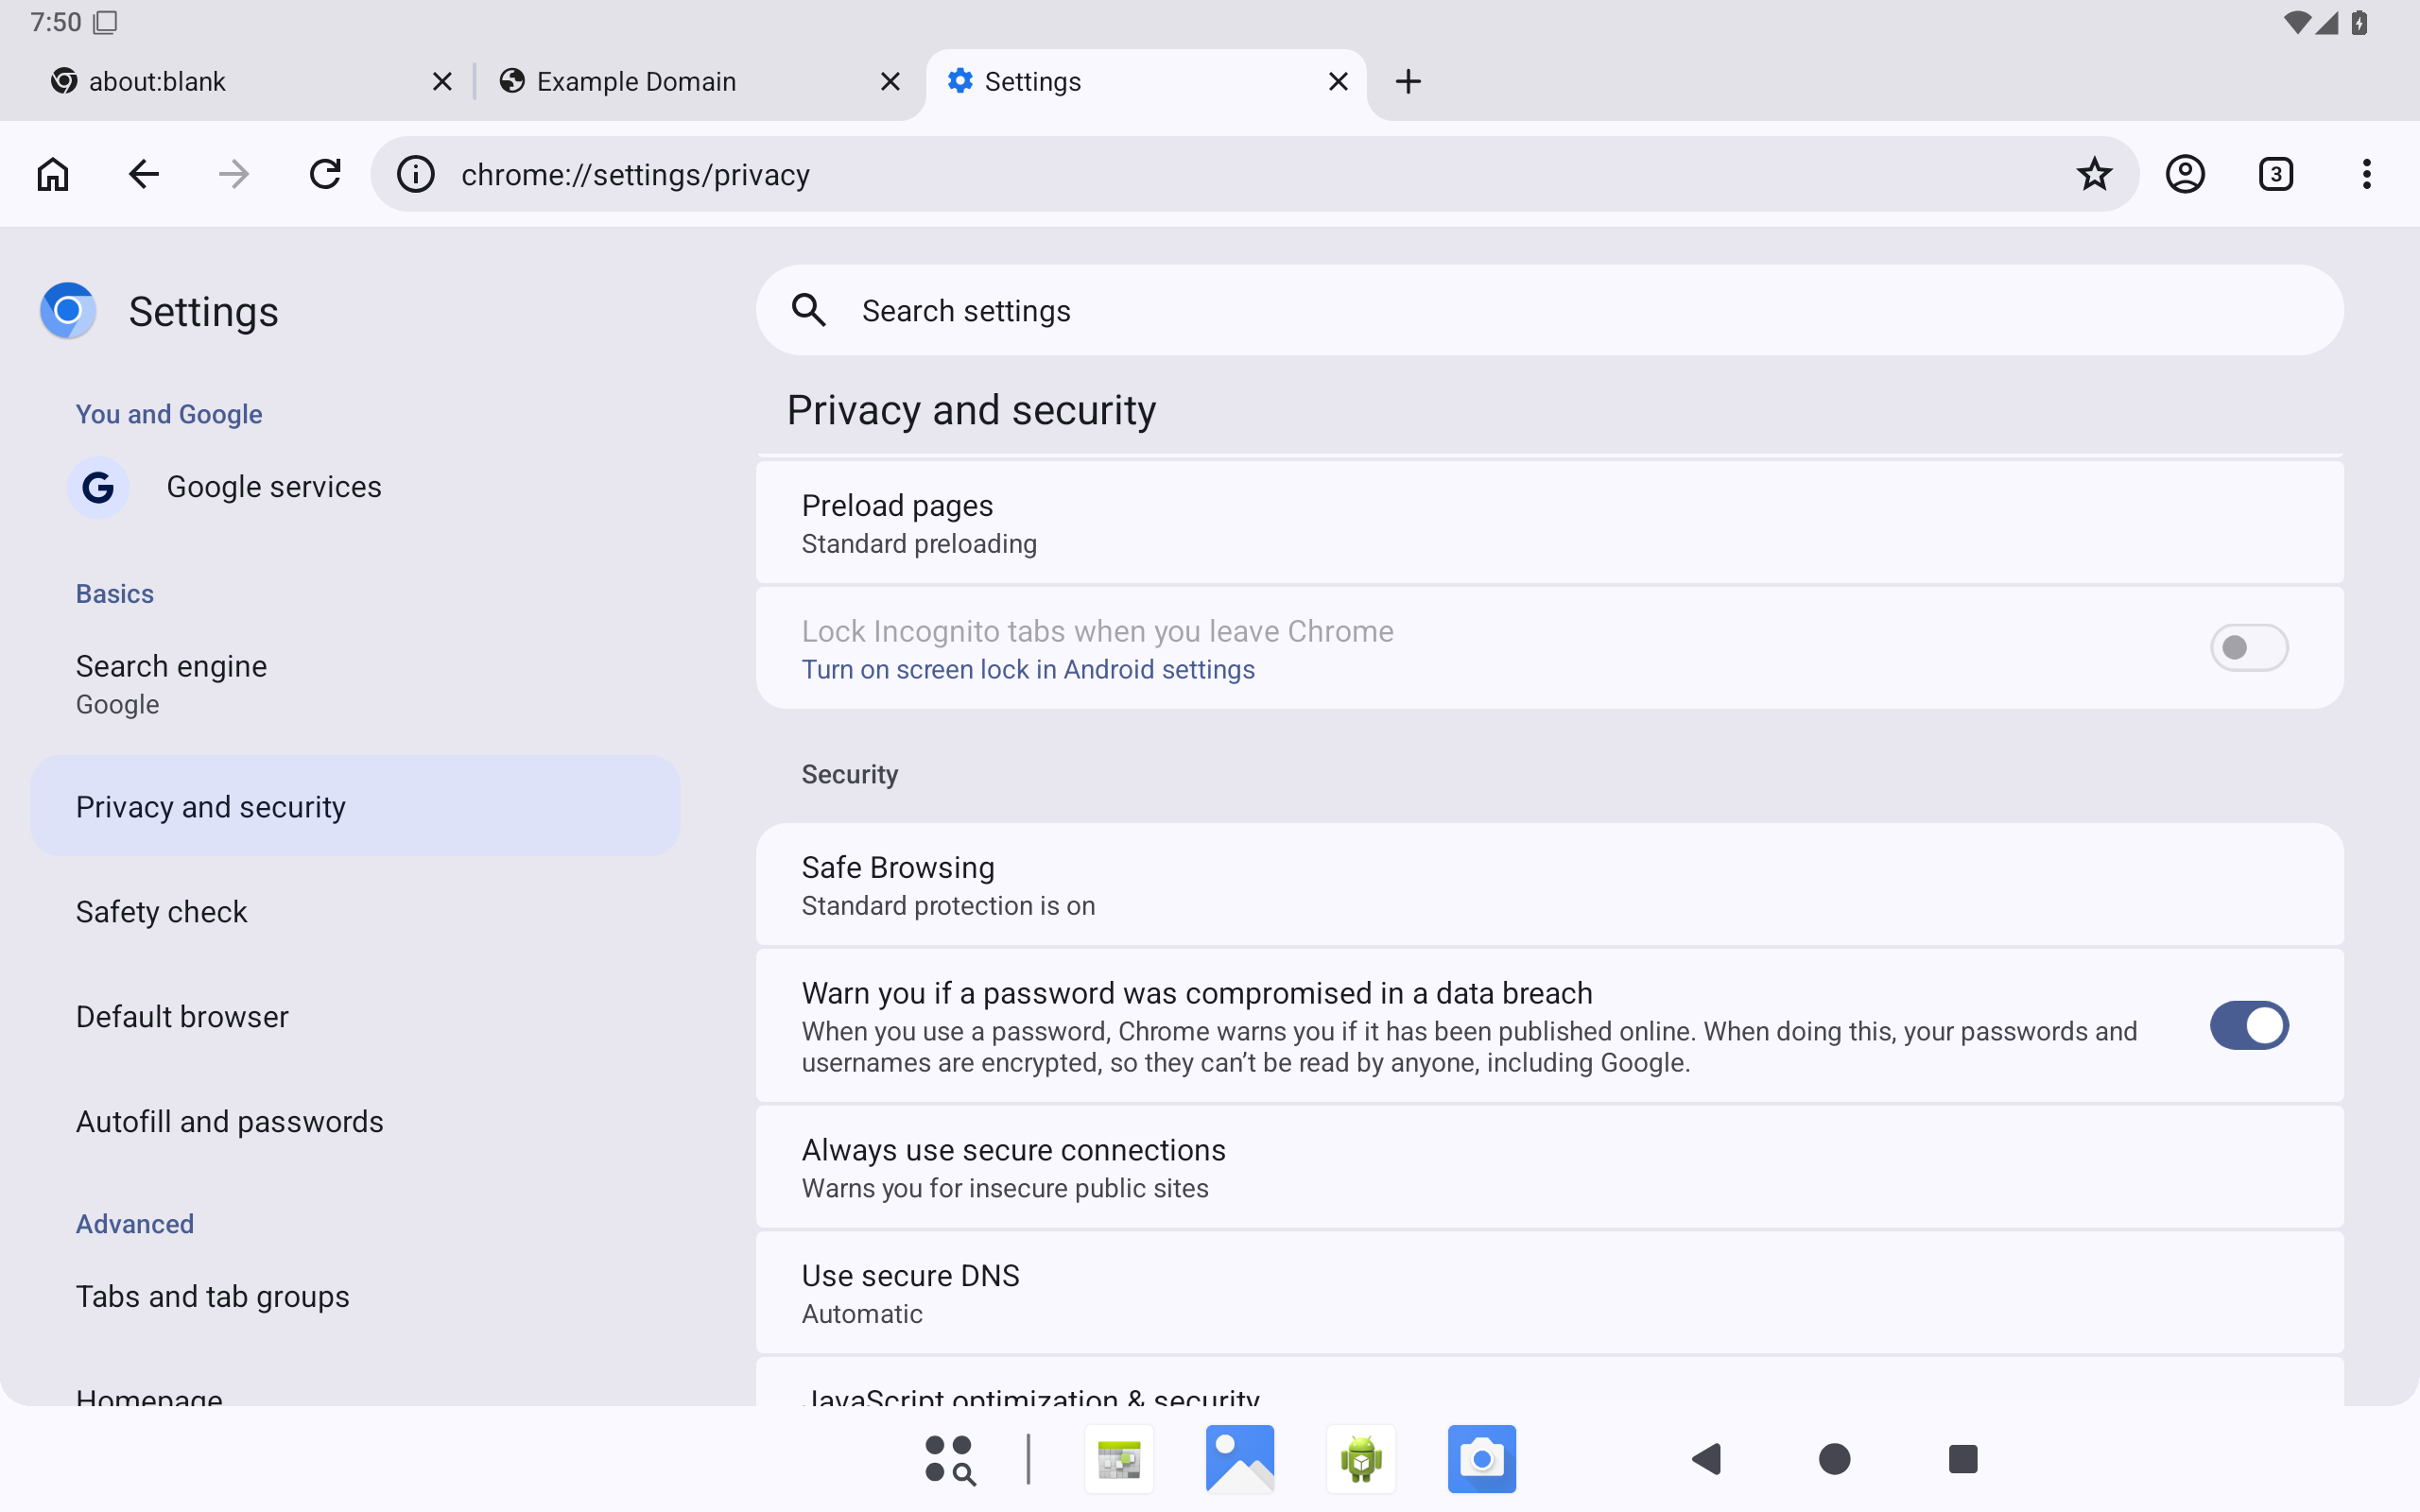 7:50
about:blank
Example Domain
Settings
chrome://settings/privacy
3
Settings
Search settings
You and Google
Google services
Basics
Search engine
Google
Privacy and security
Safety check
Default browser
Autofill and passwords
Advanced
Tabs and tab groups
Homepage
Privacy and security
Preload pages
Standard preloading
Lock Incognito tabs when you leave Chrome
Turn on screen lock in Android settings
Security
Safe Browsing
Standard protection is on
Warn you if a password was compromised in a data breach
When you use a password, Chrome warns you if it has been published online. When doing this, your passwords and
usernames are encrypted, so they can’t be read by anyone, including Google.
Always use secure connections
Warns you for insecure public sites
Use secure DNS
Automatic
JavaScript optimization & security